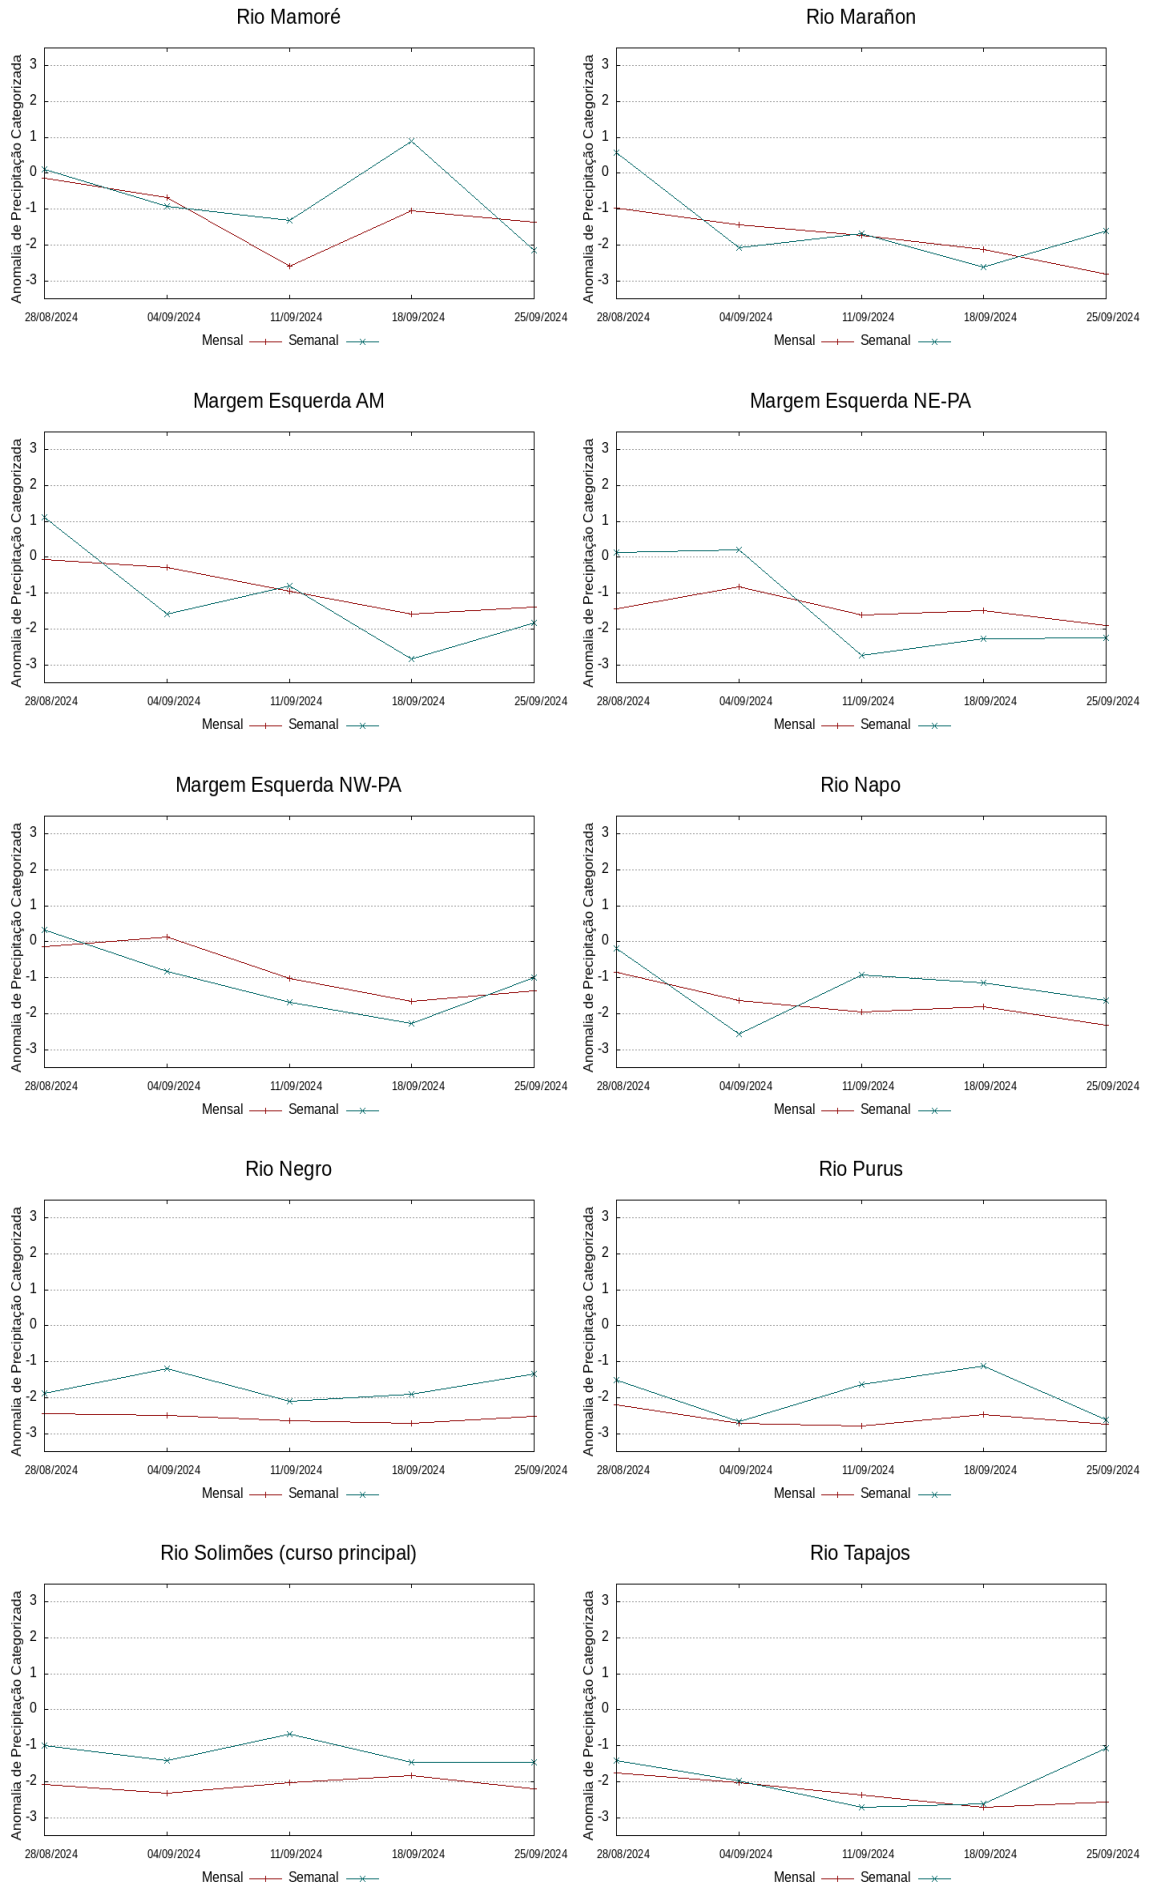 Rio Mamoré
Anomalia de Precipitação Categorizada
3
2
1
0
-1
-2
-3
28/08/2024 04/09/2024 11/09/2024 18/09/2024 25/09/2024
Mensal Semanal
Rio Marañon
Anomalia de Precipitação Categorizada
3
2
1
0
-1
-2
-3
28/08/2024 04/09/2024 11/09/2024 18/09/2024 25/09/2024
Mensal Semanal
Margem Esquerda AM
Anomalia de Precipitação Categorizada
3
2
1
0
-1
-2
-3
28/08/2024 04/09/2024 11/09/2024 18/09/2024 25/09/2024
Mensal Semanal
Margem Esquerda NE-PA
Anomalia de Precipitação Categorizada
3
2
1
0
-1
-2
-3
28/08/2024 04/09/2024 11/09/2024 18/09/2024 25/09/2024
Mensal Semanal
Margem Esquerda NW-PA
Anomalia de Precipitação Categorizada
3
2
1
0
-1
-2
-3
28/08/2024 04/09/2024 11/09/2024 18/09/2024 25/09/2024
Mensal Semanal
Rio Napo
Anomalia de Precipitação Categorizada
3
2
1
0
-1
-2
-3
28/08/2024 04/09/2024 11/09/2024 18/09/2024 25/09/2024
Mensal Semanal
Rio Negro
Anomalia de Precipitação Categorizada
3
2
1
0
-1
-2
-3
28/08/2024 04/09/2024 11/09/2024 18/09/2024 25/09/2024
Mensal Semanal
Rio Purus
Anomalia de Precipitação Categorizada
3
2
1
0
-1
-2
-3
28/08/2024 04/09/2024 11/09/2024 18/09/2024 25/09/2024
Mensal Semanal
Rio Solimões (curso principal)
Anomalia de Precipitação Categorizada
3
2
1
0
-1
-2
-3
28/08/2024 04/09/2024 11/09/2024 18/09/2024 25/09/2024
Mensal Semanal
Rio Tapajos
Anomalia de Precipitação Categorizada
3
2
1
0
-1
-2
-3
28/08/2024 04/09/2024 11/09/2024 18/09/2024 25/09/2024
Mensal Semanal